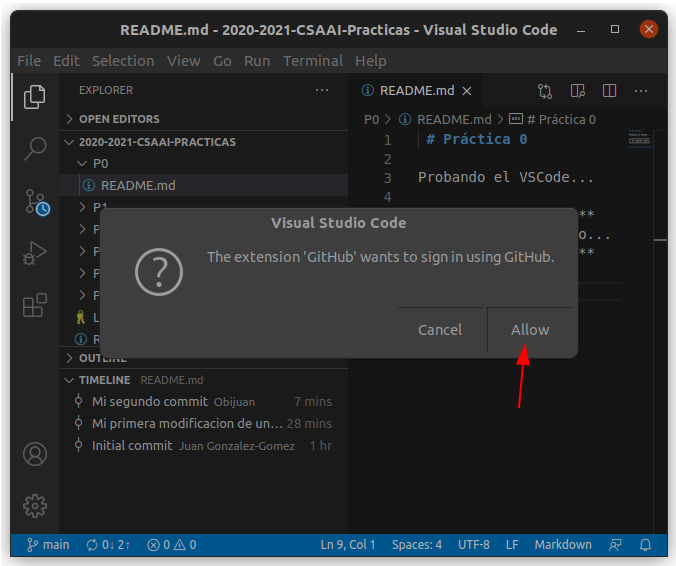 README.md - 2020-2021-CSAAI-Practicas - Visual Studio Code
File Edit Selection View Go Run Terminal Help
EXPLORER
OPEN EDITORS
2020-2021-CSAAI-PRACTICAS
P0
README.md
P1
P
P
P
P
L
R
OUTLINE
TIMELINE README.md
Mi segundo commit Obijuan 7 mins
Mi primera modificacion de un... 28 mins
Initial commit Juan Gonzalez-Gomez 1 hr
README.md
P0 > README.md > # Práctica 0
1 # Práctica 0
2
3 Probando el VSCode...
4
**
o...
**
Visual Studio Code
The extension 'GitHub' wants to sign in using GitHub.
Cancel Allow
main 0↓ 2↑ 0 0 Ln 9, Col 1 Spaces: 4 UTF-8 LF Markdown